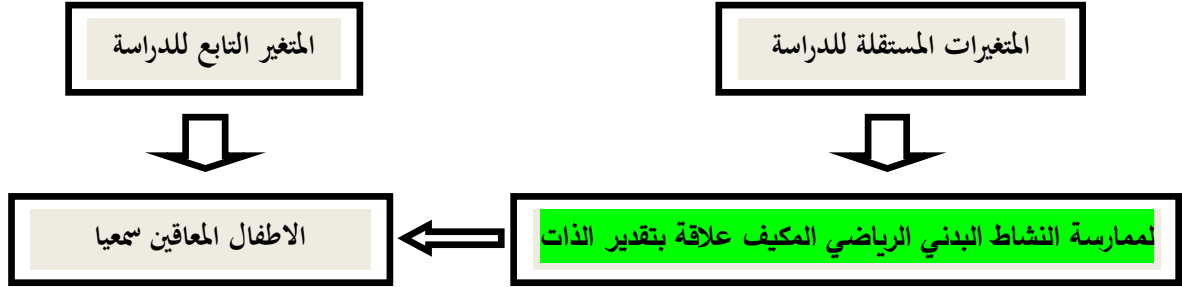 المتغيرات المستقلة للدراسة
المتغير التابع للدراسة
لممارسة النشاط البدني الرياضي المكيف علاقة بتقدير الذات
الاطفال المعاقين سمعيا